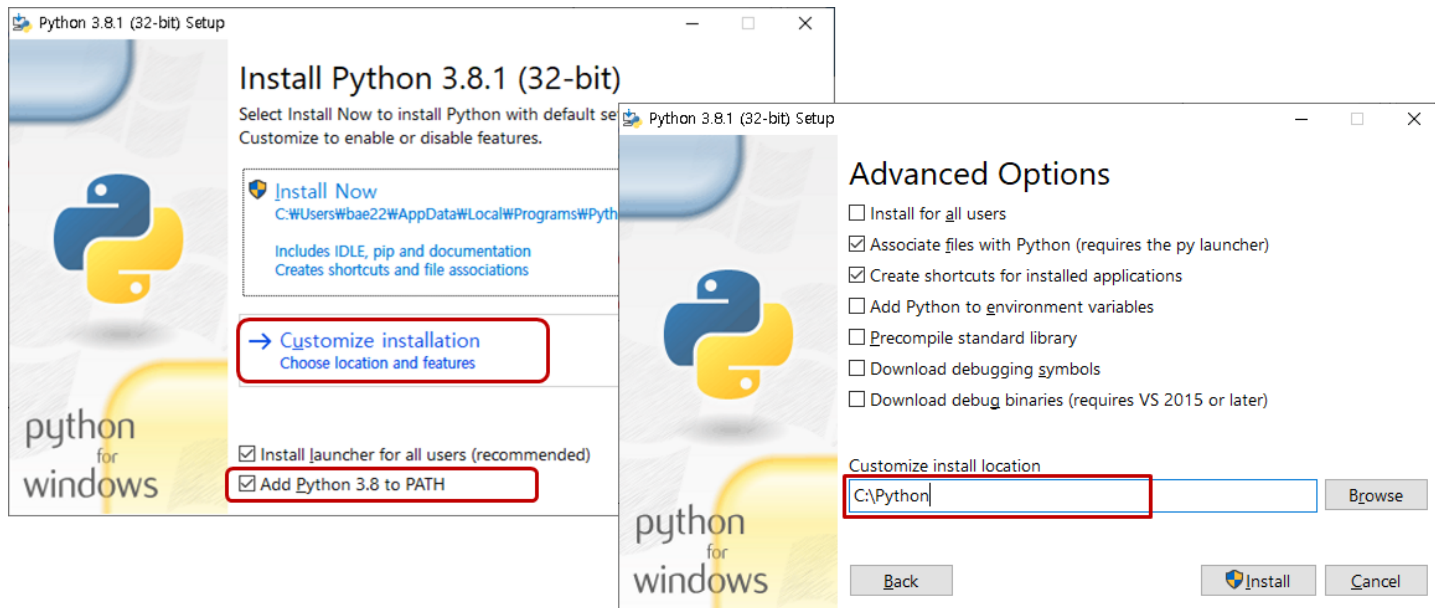 Python 3.8.1 (32-bit) Setup
Install Python 3.8.1 (32-bit)
Select Install Now to install Python with default
Customize to enable or disable features.
Install Now
C:₩Users₩bae22₩AppData₩Local₩Programs₩Pyth
Includes IDLE, pip and documentation
Creates shortcuts and file associations
→ Customize installation
Choose location and features
Install launcher for all users (recommended)
Add Python 3.8 to PATH
python
for
windows
Python 3.8.1 (32-bit) Setup
Advanced Options
Install for all users
Associate files with Python (requires the py launcher)
Create shortcuts for installed applications
Add Python to environment variables
Precompile standard library
Download debugging symbols
Download debug binaries (requires VS 2015 or later)
Customize install location
C:\Python
Browse
python
for
windows
Back
Install
Cancel